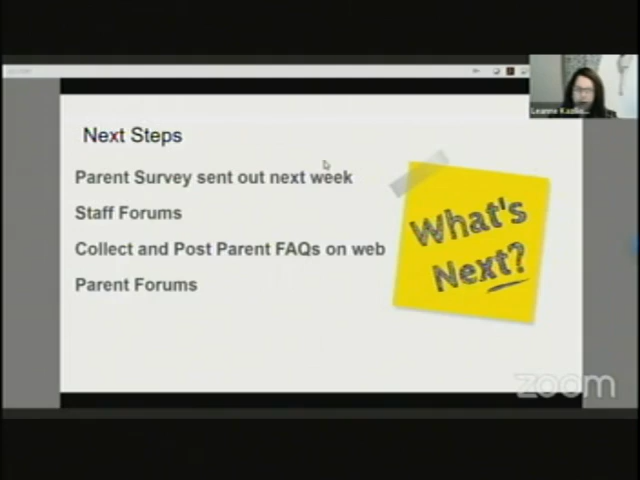 Leanne
Next Steps
Parent Survey sent out next week
Staff Forums
Collect and Post Parent FAQs on web
Parent Forums
What's
Next?
zoom